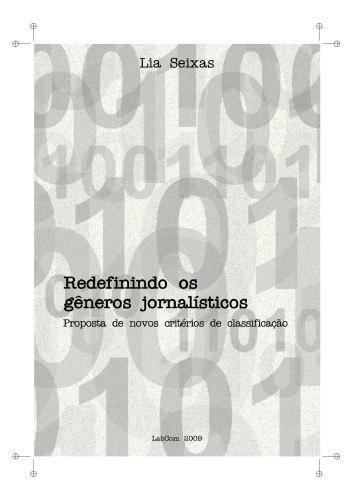 Lia Seixas
Redefinindo os
gêneros jornalísticos
Proposta de novos critérios de classificação
LabCom 2009